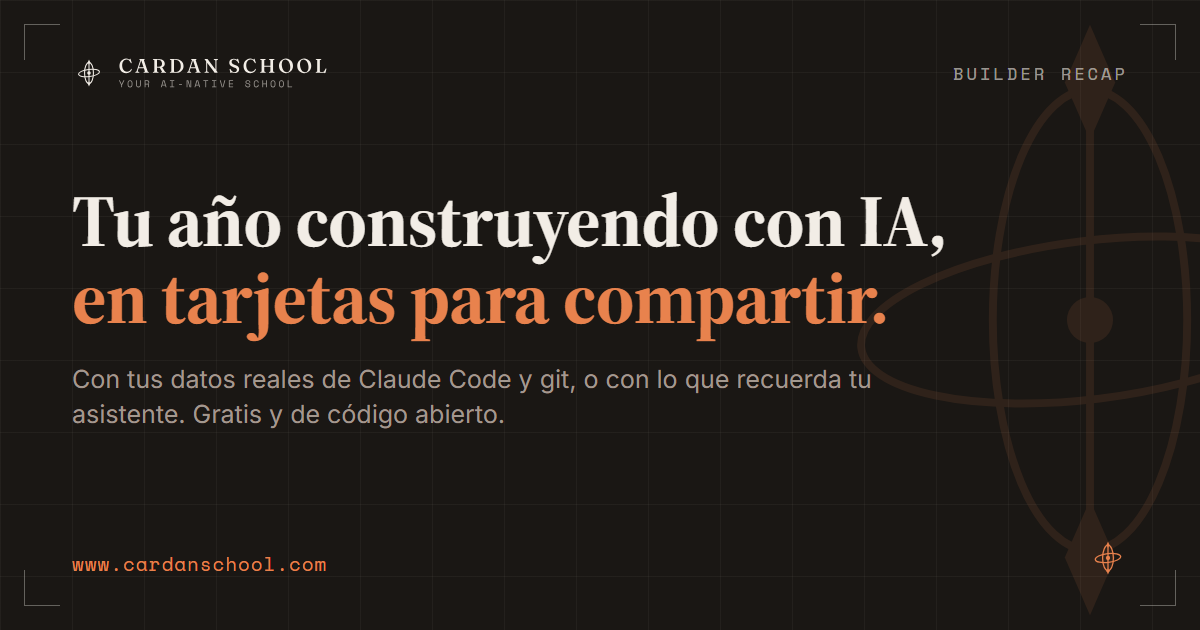 CARDAN SCHOOL
YOUR AI-NATIVE SCHOOL
BUILDER RECAP
Tu año construyendo con IA,
en tarjetas para compartir.
Con tus datos reales de Claude Code y git, o con lo que recuerda tu
asistente. Gratis y de código abierto.
www.cardanschool.com